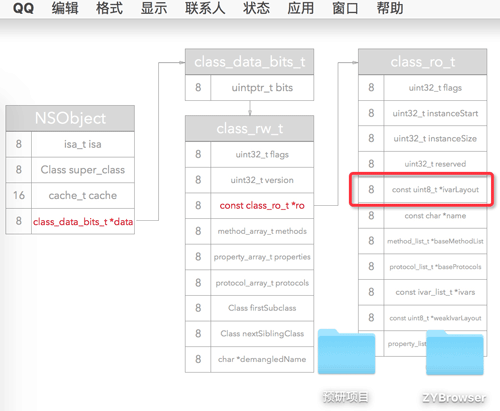 QQ 编辑 格式 显示 联系人 状态 应用 窗口 帮助
NSObject
8 isa_t isa
8 Class super_class
16 cache_t cache
8 class_data_bits_t *data
class_data_bits_t
8 uintptr_t bits
class_rw_t
8 uint32_t flags
8 uint32_t version
8 const class_ro_t *ro
8 method_array_t methods
8 property_array_t properties
8 protocol_array_t protocols
8 Class firstSubclass
8 Class nextSiblingClass
8 char *demangledName
class_ro_t
8 uint32_t flags
8 uint32_t instanceStart
8 uint32_t instanceSize
8 uint32_t reserved
8 const uint8_t *ivarLayout
8 const char *name
8 method_list_t *baseMethodList
8 protocol_list_t *baseProtocols
8 const ivar_list_t *ivars
8 const uint8_t *weakIvarLayout
8 property_list
预研项目
ZYBrowser